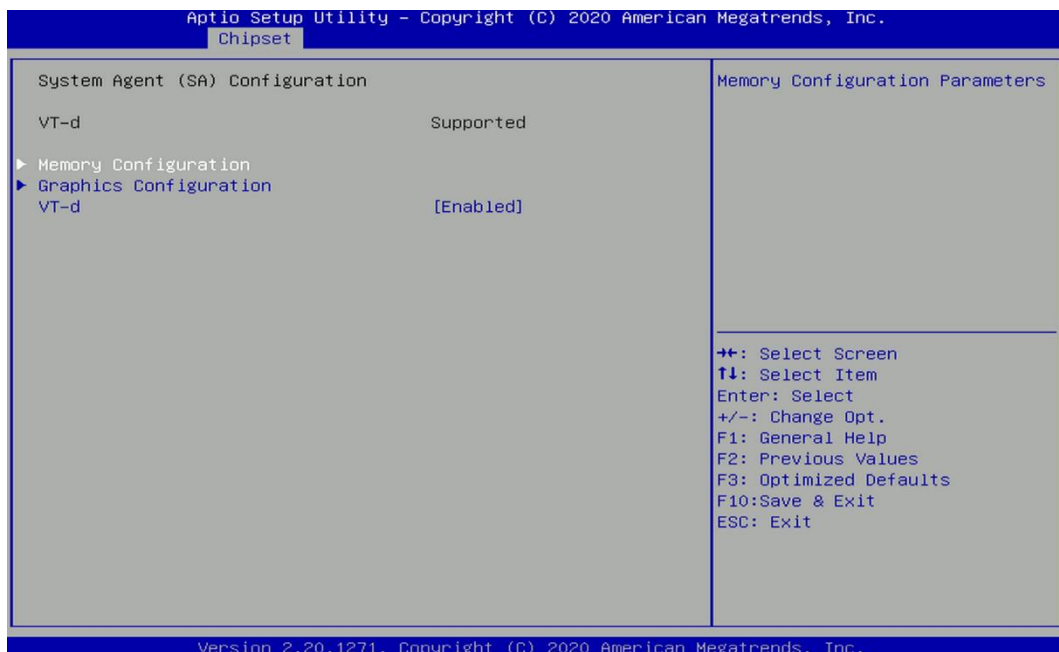 Aptio Setup Utility – Copyright (C) 2020 American Megatrends, Inc.
Chipset
System Agent (SA) Configuration
VT-d Supported
▶ Memory Configuration
▶ Graphics Configuration
VT-d [Enabled]
Memory Configuration Parameters
→←: Select Screen
↑↓: Select Item
Enter: Select
+/-: Change Opt.
F1: General Help
F2: Previous Values
F3: Optimized Defaults
F10:Save & Exit
ESC: Exit
Version 2.20.1271. Copyright (C) 2020 American Megatrends, Inc.